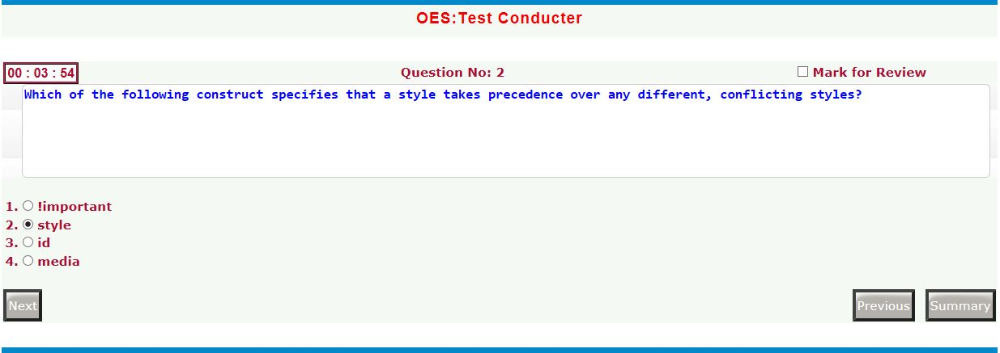 OES:Test Conducter
00 : 03 : 54 Question No: 2 Mark for Review
Which of the following construct specifies that a style takes precedence over any different, conflicting styles?
1. !important
2. style
3. id
4. media
Next Previous Summary